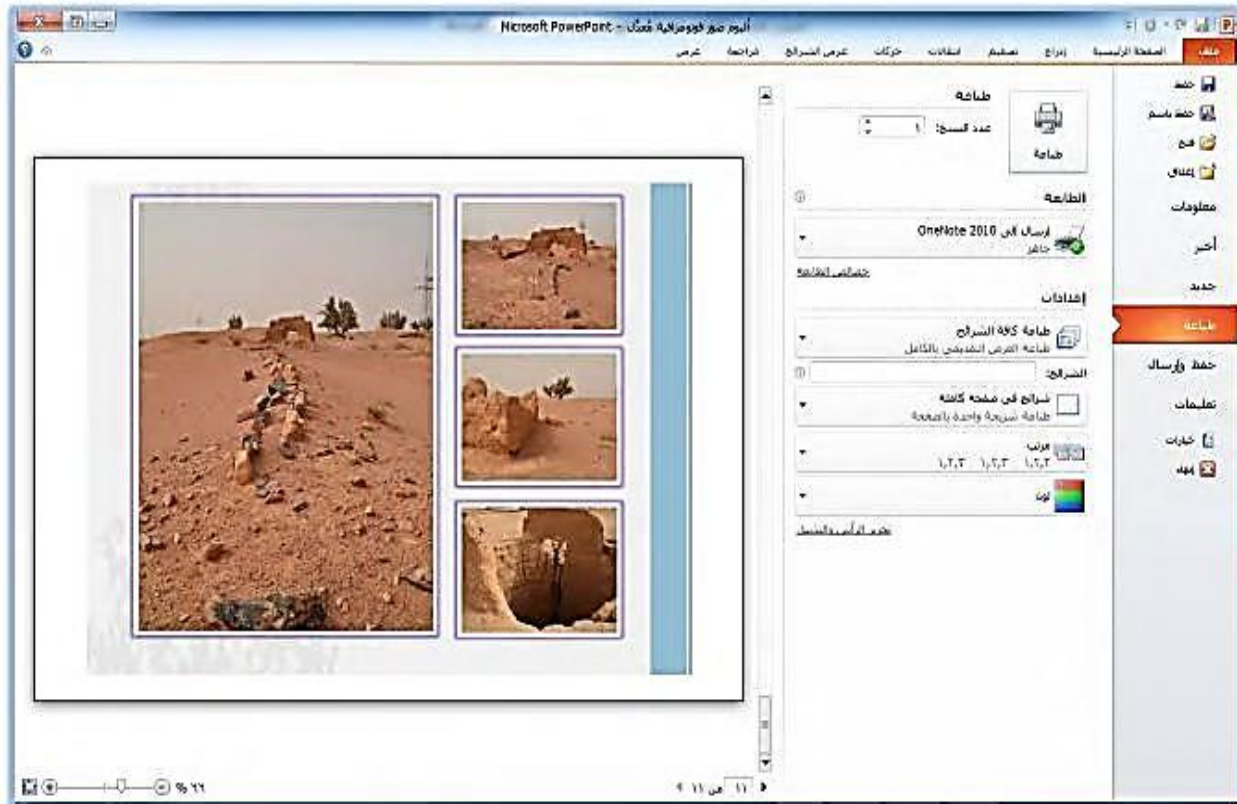 ألبوم صور فوتوغرافية مُعدَّل - Microsoft PowerPoint
ملف الصفحة الرئيسية إدراج تصميم انتقالات حركات عرض الشرائح مراجعة عرض
حفظ
حفظ باسم
فتح
إغلاق
معلومات
أخير
جديد
طباعة
حفظ وإرسال
تعليمات
خيارات
إنهاء
طباعة
عدد النسخ: ١
طباعة
الطابعة
إرسال إلى OneNote 2010
جاهز
خصائص الطابعة
إعدادات
طباعة كافة الشرائح
طباعة العرض التقديمي بالكامل
الشرائح:
شرائح في صفحة كاملة
طباعة شريحة واحدة بالصفحة
مرتب
١,٢,٣ ١,٢,٣ ١,٢,٣
لون
تحرير الرأس والتذييل
١١ من ١١
٦٦ %